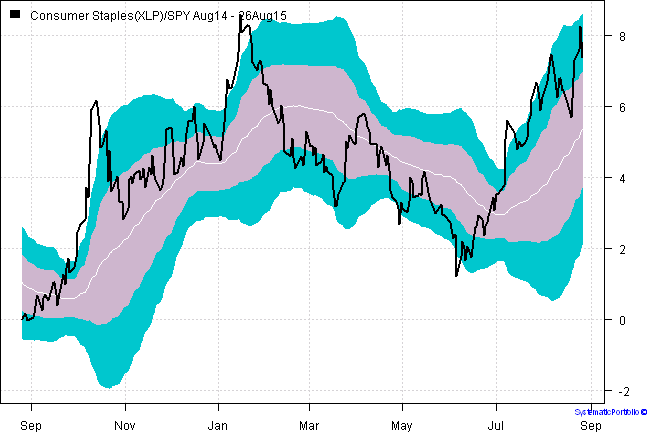 Consumer Staples(XLP)/SPY Aug14 - 26Aug15
8
6
4
2
0
-2
Sep Nov Jan Mar May Jul Sep
SystematicPortfolio ©